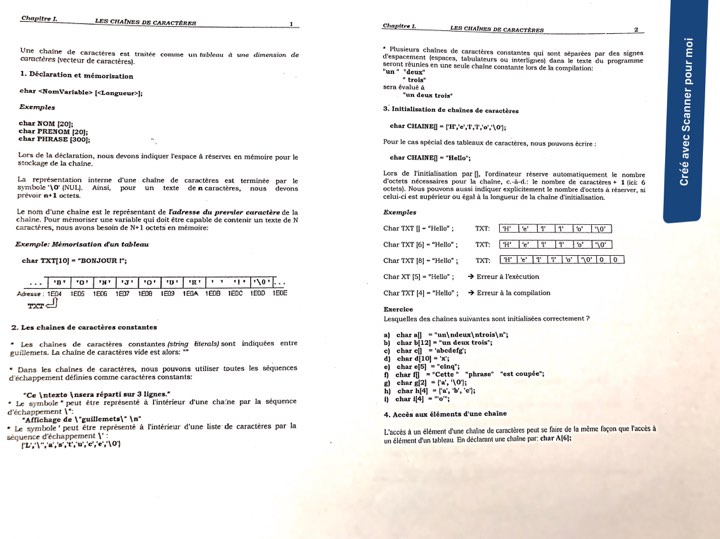 Chapitre I. LES CHAÎNES DE CARACTÈRES 1
Une chaîne de caractères est traitée comme un tableau à une dimension de
caractères (vecteur de caractères).
1. Déclaration et mémorisation
char <NomVariable> [<Longueur>];
Exemples
char NOM [20];
char PRENOM [20];
char PHRASE [300];
Lors de la déclaration, nous devons indiquer l'espace à réserver en mémoire pour le
stockage de la chaîne.
La représentation interne d'une chaîne de caractères est terminée par le
symbole '\0' (NUL). Ainsi, pour un texte de n caractères, nous devons
prévoir n+1 octets.
Le nom d'une chaîne est le représentant de l'adresse du premier caractère de la
chaîne. Pour mémoriser une variable qui doit être capable de contenir un texte de N
caractères, nous avons besoin de N+1 octets en mémoire:
Exemple: Mémorisation d'un tableau
char TXT[10] = "BONJOUR !";
... 'B' 'O' 'N' 'J' 'O' 'U' 'R' ' ' '!' '\0' ...
Adresse: 1E04 1E05 1E06 1E07 1E08 1E09 1E0A 1E0B 1E0C 1E0D 1E0E
TXT
2. Les chaines de caractères constantes
* Les chaînes de caractères constantes (string literals) sont indiquées entre
guillemets. La chaîne de caractères vide est alors: ""
* Dans les chaînes de caractères, nous pouvons utiliser toutes les séquences
d'échappement définies comme caractères constants:
"Ce \ntexte \nsera réparti sur 3 lignes."
* Le symbole " peut être représenté à l'intérieur d'une chaîne par la séquence
d'échappement \":
"Affichage de \"guillemets\" \n"
* Le symbole ' peut être représenté à l'intérieur d'une liste de caractères par la
séquence d'échappement \' :
{'L','\'','a','s','t','u','c','e','\0'}
Chapitre I. LES CHAÎNES DE CARACTÈRES 2
* Plusieurs chaînes de caractères constantes qui sont séparées par des signes
d'espacement (espaces, tabulateurs ou interlignes) dans le texte du programme
seront réunies en une seule chaîne constante lors de la compilation:
"un " "deux"
" trois"
sera évalué à
"un deux trois"
3. Initialisation de chaînes de caractères
char CHAINE[] = {'H','e','l','l','o','\0'};
Pour le cas spécial des tableaux de caractères, nous pouvons écrire :
char CHAINE[] = "Hello";
Lors de l'initialisation par [], l'ordinateur réserve automatiquement le nombre
d'octets nécessaires pour la chaîne, c.-à-d.: le nombre de caractères + 1 (ici: 6
octets). Nous pouvons aussi indiquer explicitement le nombre d'octets à réserver, si
celui-ci est supérieur ou égal à la longueur de la chaîne d'initialisation.
Exemples
Char TXT [] = "Hello" ; TXT: 'H' 'e' 'l' 'l' 'o' '\0'
Char TXT [6] = "Hello" ; TXT: 'H' 'e' 'l' 'l' 'o' '\0'
Char TXT [8] = "Hello" ; TXT: 'H' 'e' 'l' 'l' 'o' '\0' 0 0
Char XT [5] = "Hello" ; → Erreur à l'exécution
Char TXT [4] = "Hello" ; → Erreur à la compilation
Exercice
Lesquelles des chaînes suivantes sont initialisées correctement ?
a) char a[] = "un\ndeux\ntrois\n";
b) char b[12] = "un deux trois";
c) char c[] = 'abcdefg';
d) char d[10] = 'x';
e) char e[5] = "cinq";
f) char f[] = "Cette " "phrase" "est coupée";
g) char g[2] = {'a', '\0'};
h) char h[4] = {'a', 'b', 'c'};
i) char i[4] = "'o'";
4. Accès aux éléments d'une chaine
L'accès à un élément d'une chaîne de caractères peut se faire de la même façon que l'accès à
un élément d'un tableau. En déclarant une chaîne par: char A[6];
Créé avec Scanner pour moi